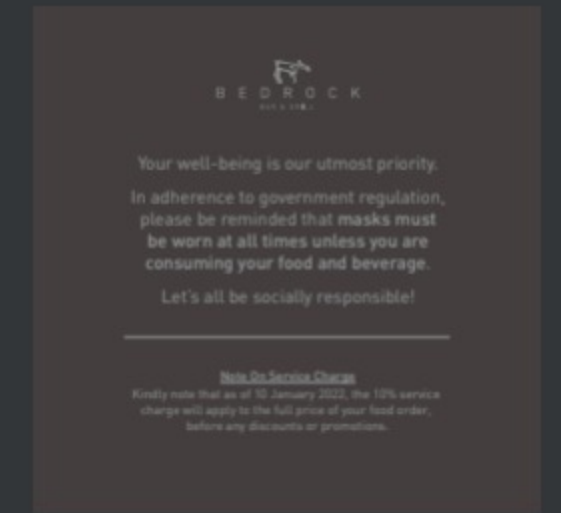 BEDROCK
BAR & GRILL
Your well-being is our utmost priority.
In adherence to government regulation,
please be reminded that masks must
be worn at all times unless you are
consuming your food and beverage.
Let's all be socially responsible!
Note On Service Charge
Kindly note that as of 10 January 2022, the 10% service
charge will apply to the full price of your food order,
before any discounts or promotions.